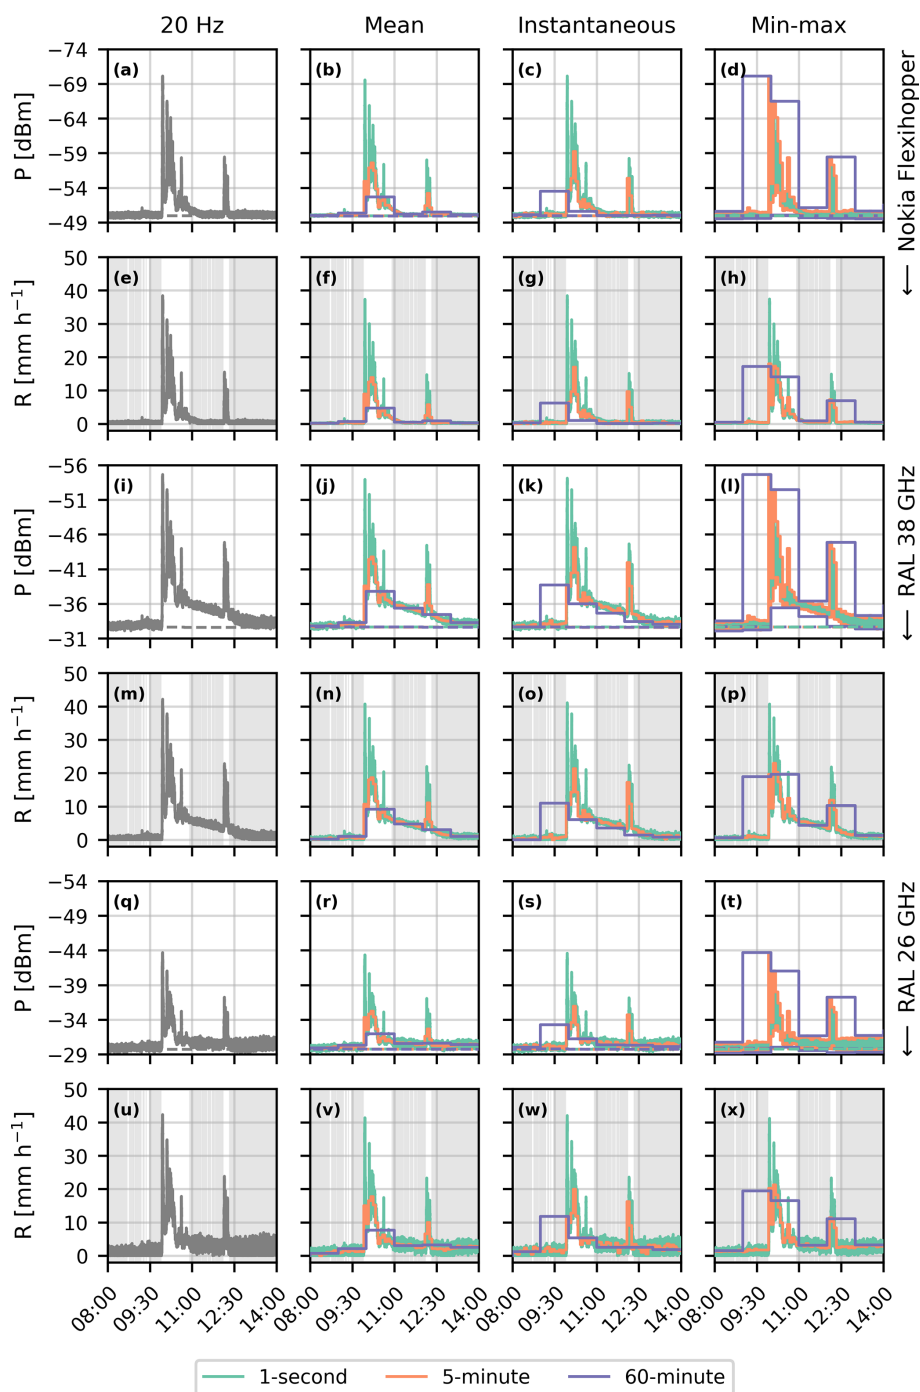 20 Hz Mean Instantaneous Min-max
−74
−69
−64
−59
−54
−49
P [dBm]
(a) (b) (c) (d)
← Nokia Flexihopper
50
40
30
20
10
0
R [mm h⁻¹]
(e) (f) (g) (h)
−56
−51
−46
−41
−36
−31
P [dBm]
(i) (j) (k) (l)
← RAL 38 GHz
50
40
30
20
10
0
R [mm h⁻¹]
(m) (n) (o) (p)
−54
−49
−44
−39
−34
−29
P [dBm]
(q) (r) (s) (t)
← RAL 26 GHz
50
40
30
20
10
0
R [mm h⁻¹]
(u) (v) (w) (x)
08:00 09:30 11:00 12:30 14:00 08:00 09:30 11:00 12:30 14:00 08:00 09:30 11:00 12:30 14:00 08:00 09:30 11:00 12:30 14:00
1-second 5-minute 60-minute